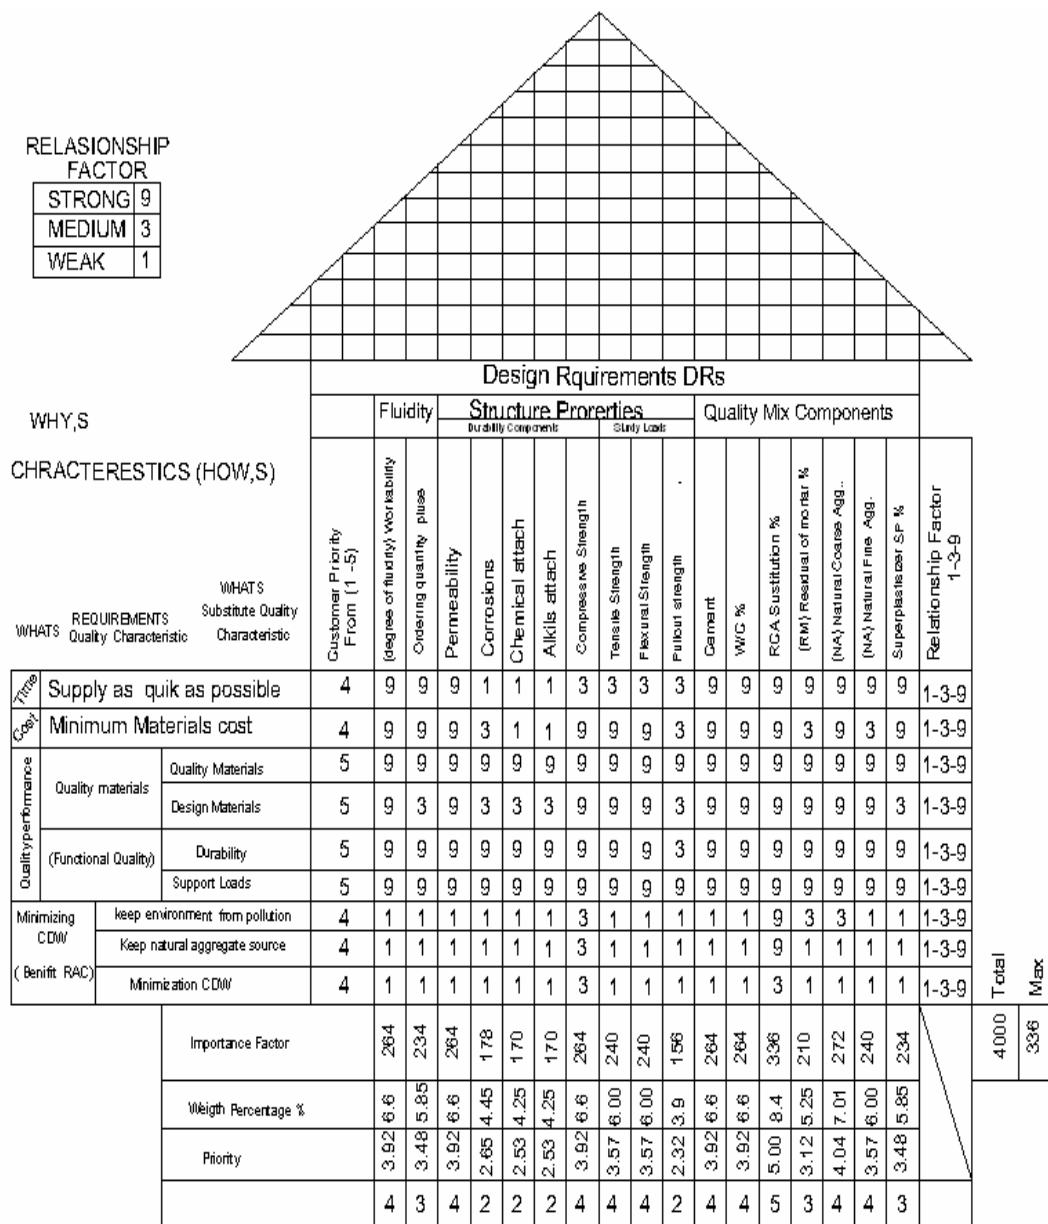 RELASIONSHIP
FACTOR
STRONG 9
MEDIUM 3
WEAK 1
Design Rquirements DRs
WHY,S
Fluidity
Structure Prorerties
Quality Mix Components
Durability Components
Sturdy Loads
CHRACTERESTICS (HOW,S)
WHATS
REQUIREMENTS
Quality Characteristic
WHATS
Substitute Quality
Characteristic
Customer Priority
From (1 -5)
(degree of fluidity) Workability
Ordering quantity pluse
Permeability
Corrosions
Chemical attach
Alkils attach
Compressive Strength
Tensile Strength
Flexural Strength
Pullout strength
Cement
W/C %
RCA Sustitution %
(RM) Residual of mortar %
(NA) Natural Coarse Agg..
(NA) Natural Fine Agg.
Superplastisizer SP %
Relationship Factor
1-3-9
Time Supply as quik as possible 4 9 9 9 1 1 1 3 3 3 3 9 9 9 9 9 9 9 1-3-9
Cost Minimum Materials cost 4 9 9 9 3 1 1 9 9 9 3 9 9 9 3 9 3 9 1-3-9
Quality performance
Quality materials
Quality Materials 5 9 9 9 9 9 9 9 9 9 9 9 9 9 9 9 9 9 1-3-9
Design Materials 5 9 3 9 3 3 3 9 9 9 3 9 9 9 9 9 9 3 1-3-9
(Functional Quality)
Durability 5 9 9 9 9 9 9 9 9 9 3 9 9 9 9 9 9 9 1-3-9
Support Loads 5 9 9 9 9 9 9 9 9 9 9 9 9 9 9 9 9 9 1-3-9
Minimizing
CDW
( Benifit RAC)
keep environment from pollution 4 1 1 1 1 1 1 3 1 1 1 1 1 9 3 3 1 1 1-3-9
Keep natural aggregate source 4 1 1 1 1 1 1 3 1 1 1 1 1 9 1 1 1 1 1-3-9
Minimization CDW 4 1 1 1 1 1 1 3 1 1 1 1 1 3 1 1 1 1 1-3-9
Total
Max
Importance Factor 264 234 264 178 170 170 264 240 240 156 264 264 336 210 272 240 234 4000 336
Weigth Percentage % 6.6 5.85 6.6 4.45 4.25 4.25 6.6 6.00 6.00 3.9 6.6 6.6 8.4 5.25 7.01 6.00 5.85
Priority 3.92 3.48 3.92 2.65 2.53 2.53 3.92 3.57 3.57 2.32 3.92 3.92 5.00 3.12 4.04 3.57 3.48
4 3 4 2 2 2 4 4 4 2 4 4 5 3 4 4 3